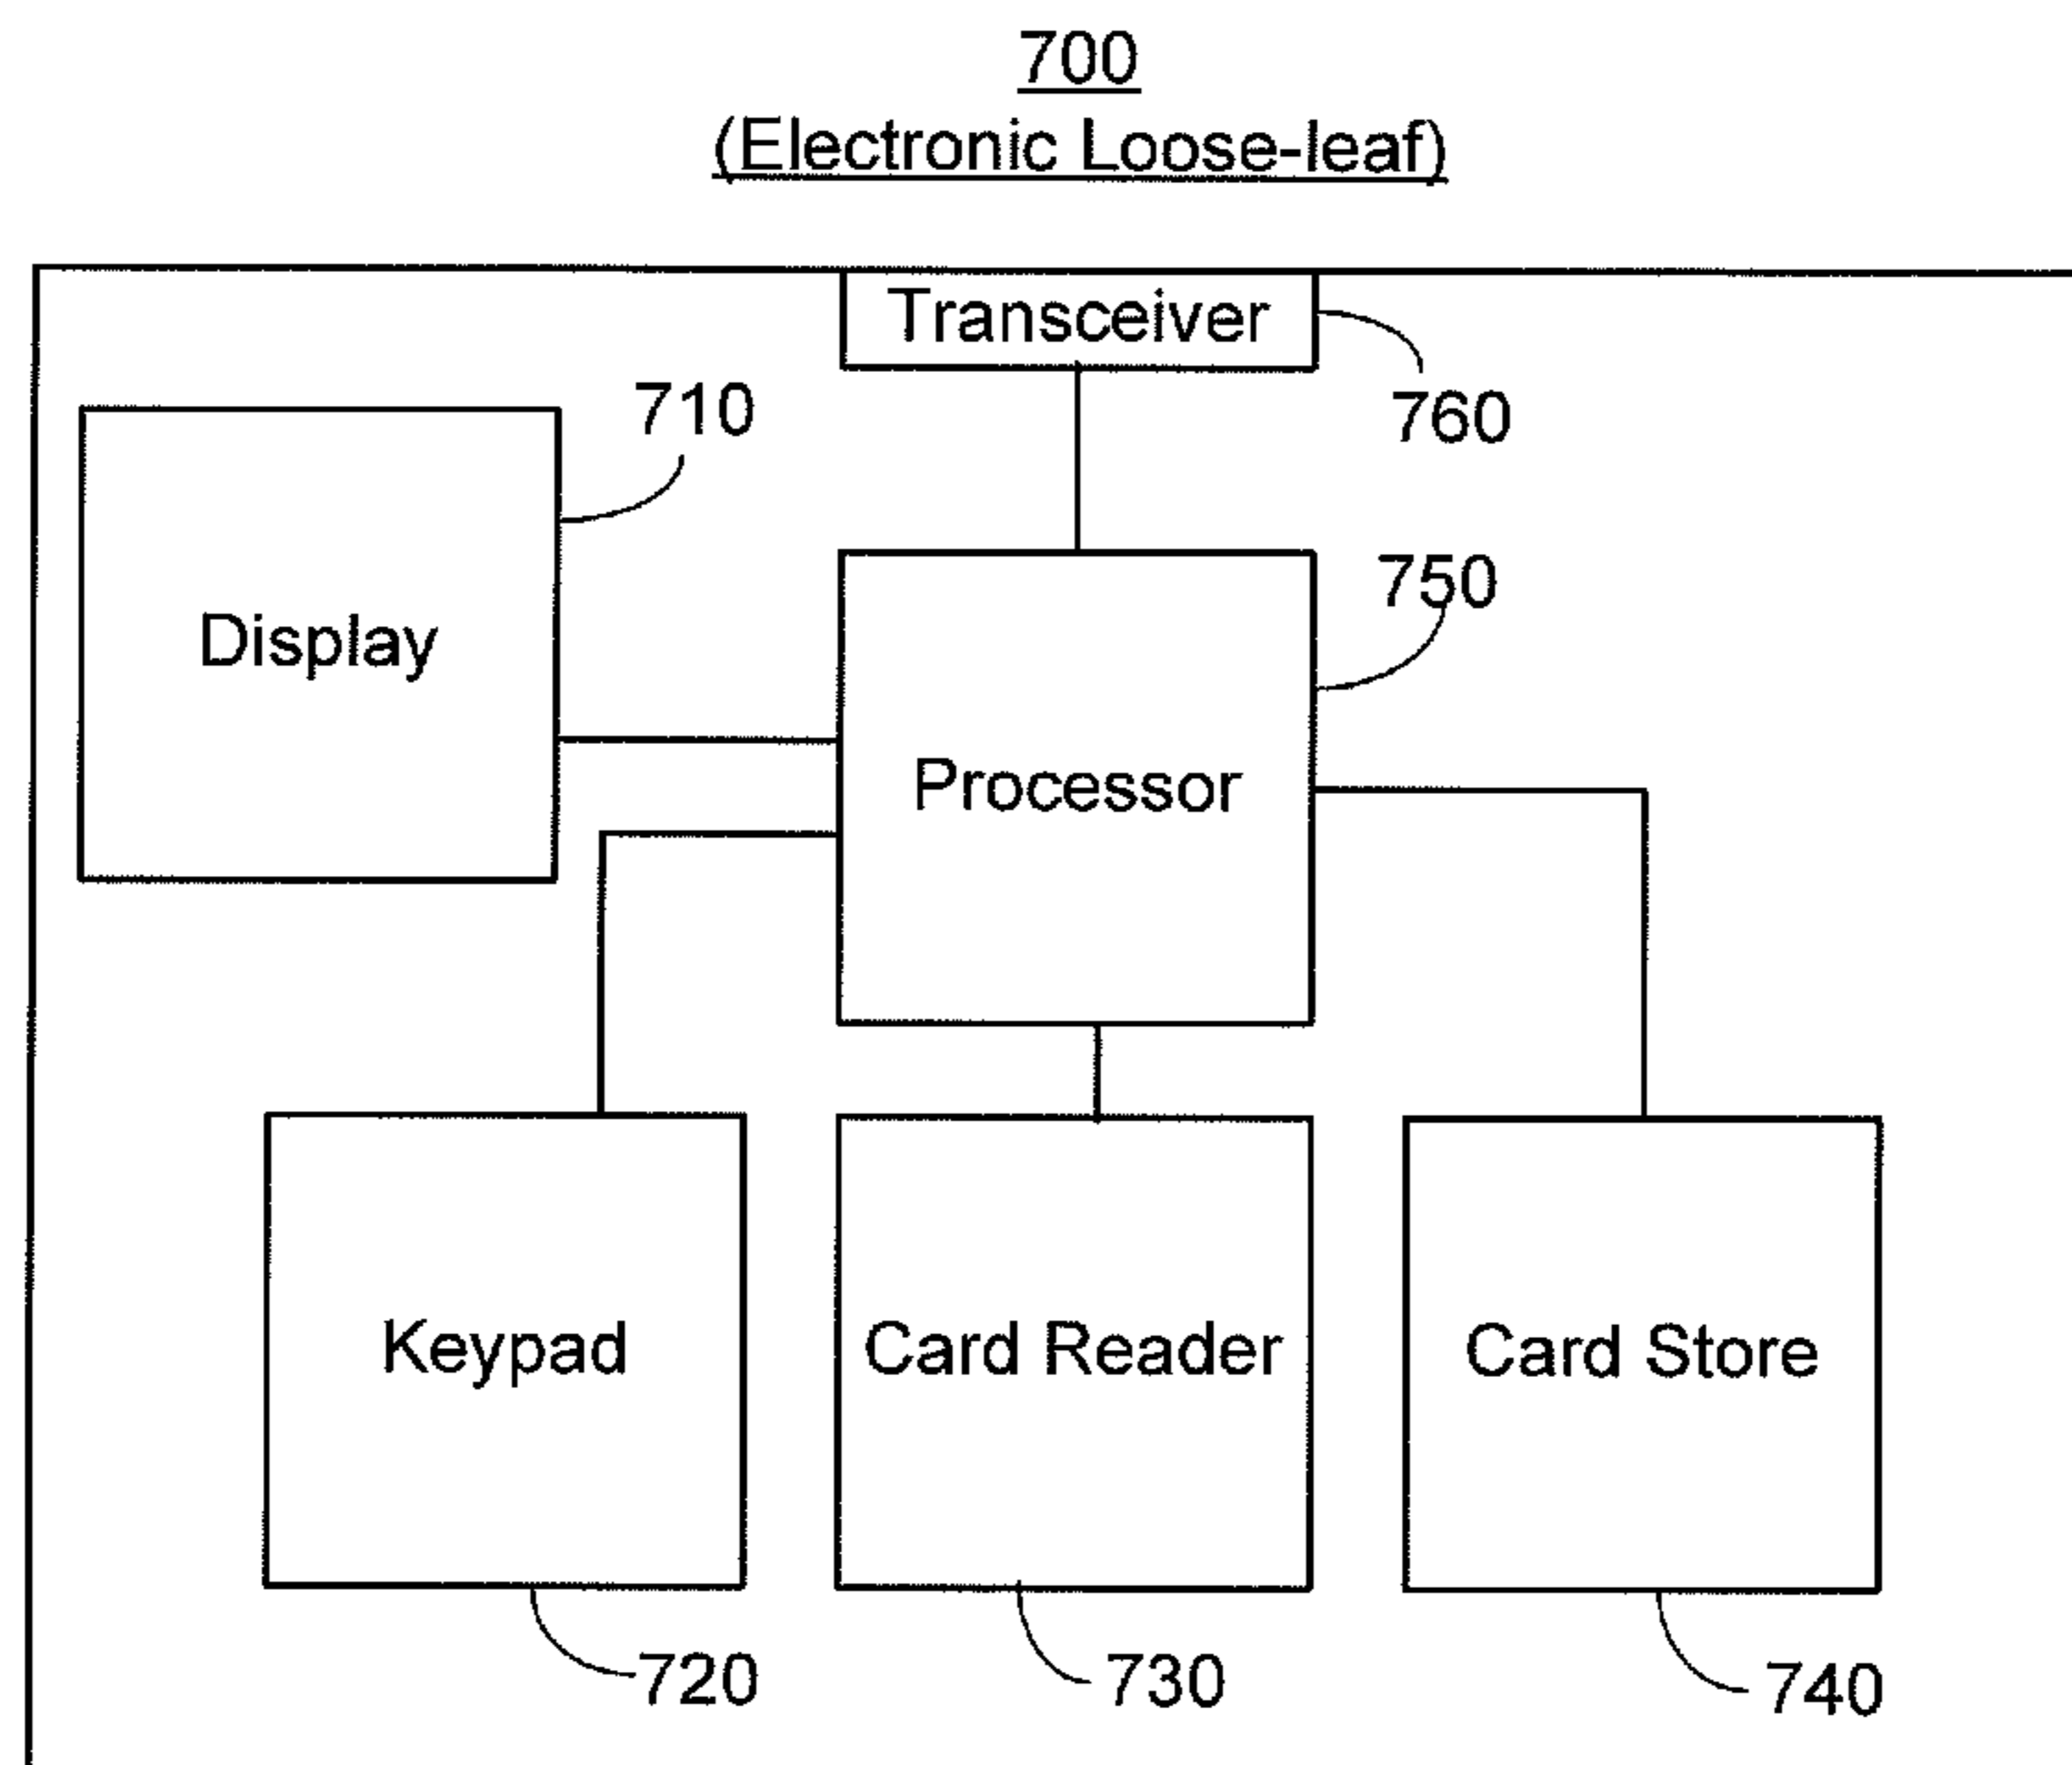 700
(Electronic Loose-leaf)
Transceiver
710
760
750
Display
Processor
Keypad
Card Reader
Card Store
720
730
740